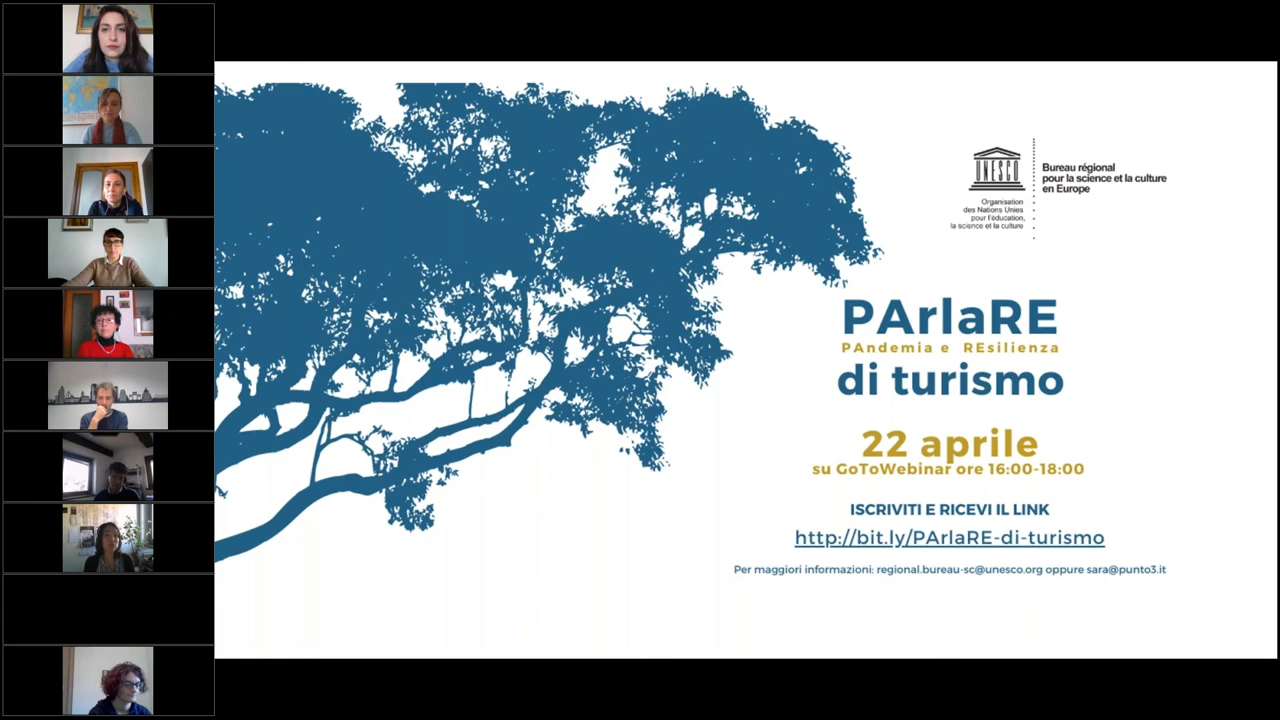 UNESCO
Bureau régional
pour la science et la culture
en Europe
Organisation
des Nations Unies
pour l'éducation,
la science et la culture
PArlaRE
PAndemia e REsilienza
di turismo
22 aprile
su GoToWebinar ore 16:00-18:00
ISCRIVITI E RICEVI IL LINK
http://bit.ly/PArlaRE-di-turismo
Per maggiori informazioni: regional.bureau-sc@unesco.org oppure sara@punto3.it